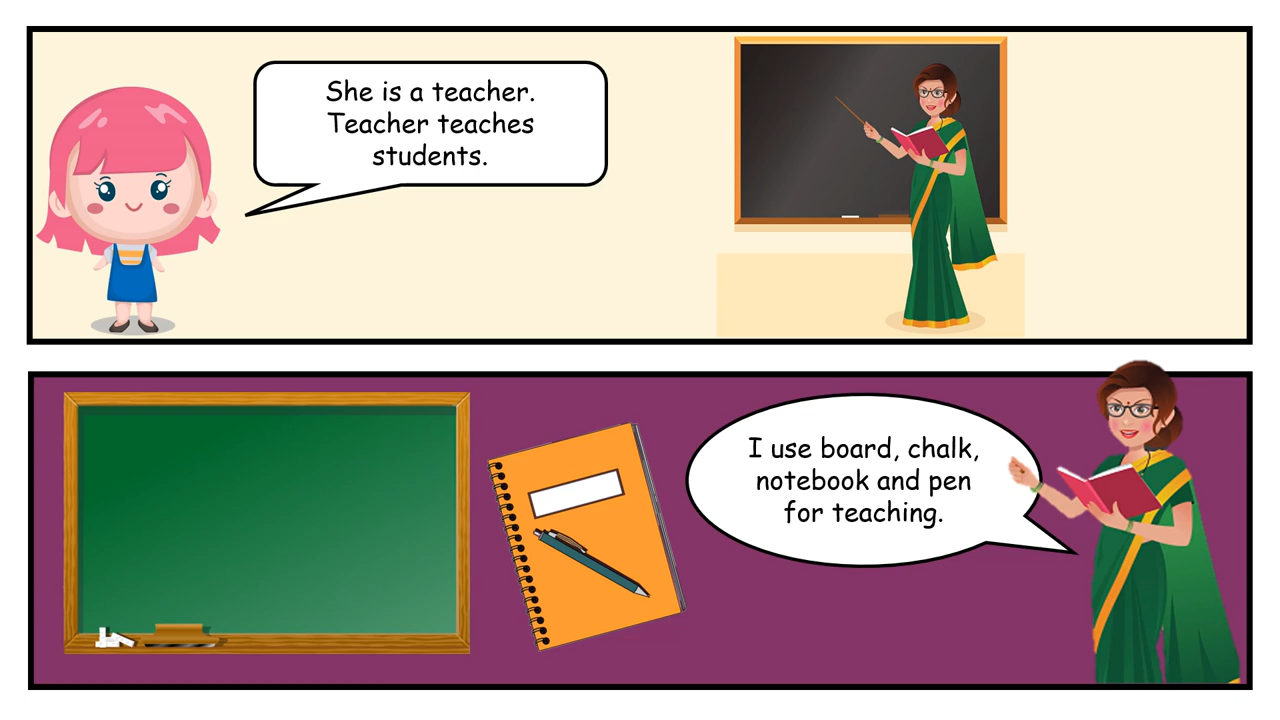 She is a teacher.
Teacher teaches
students.
I use board, chalk,
notebook and pen
for teaching.